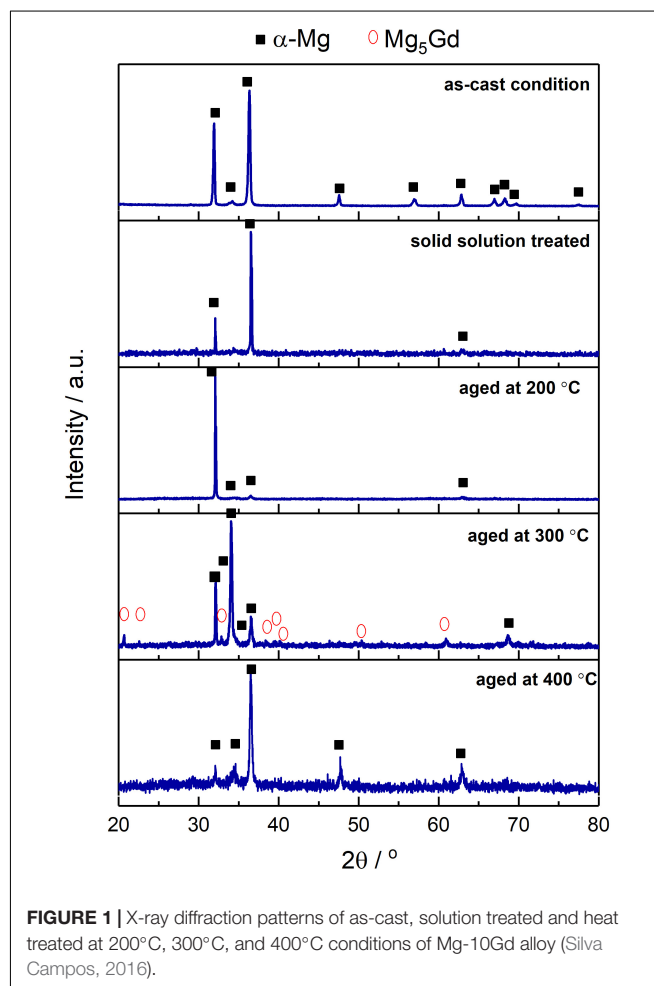 ■ α-Mg ○ Mg₅Gd
as-cast condition
solid solution treated
aged at 200 °C
aged at 300 °C
aged at 400 °C
Intensity / a.u.
20 30 40 50 60 70 80
2θ / °
FIGURE 1 | X-ray diffraction patterns of as-cast, solution treated and heat
treated at 200°C, 300°C, and 400°C conditions of Mg-10Gd alloy (Silva
Campos, 2016).